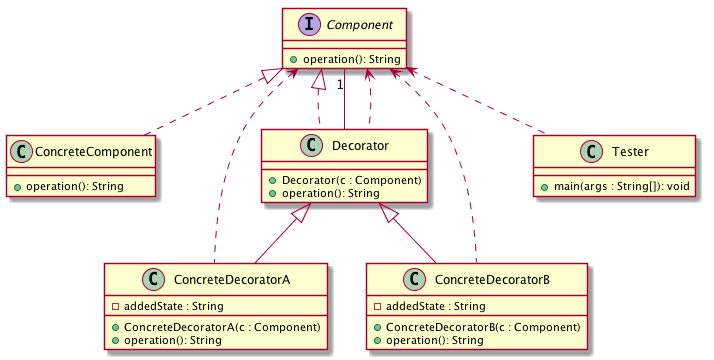 I Component
operation(): String
1
C ConcreteComponent
operation(): String
C Decorator
Decorator(c : Component)
operation(): String
C Tester
main(args : String[]): void
C ConcreteDecoratorA
addedState : String
ConcreteDecoratorA(c : Component)
operation(): String
C ConcreteDecoratorB
addedState : String
ConcreteDecoratorB(c : Component)
operation(): String